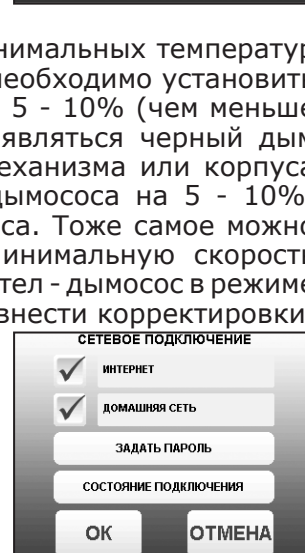 нимальных температур
необходимо установить
5 - 10% (чем меньше
являться черный дым
еханизма или корпуса
дымососа на 5 - 10%
са. Тоже самое можно
инимальную скорость
тел - дымосос в режиме
внести корректировки
СЕТЕВОЕ ПОДКЛЮЧЕНИЕ
ИНТЕРНЕТ
ДОМАШНЯЯ СЕТЬ
ЗАДАТЬ ПАРОЛЬ
СОСТОЯНИЕ ПОДКЛЮЧЕНИЯ
ОК ОТМЕНА